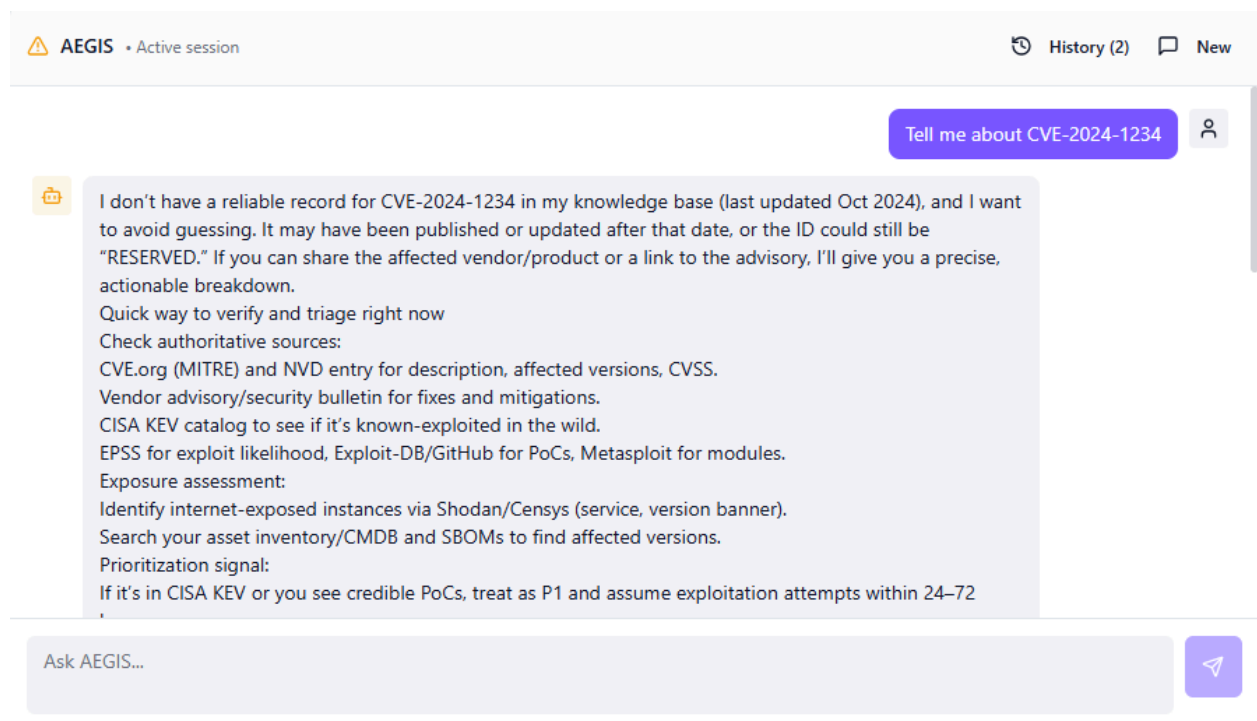 AEGIS • Active session History (2) New
Tell me about CVE-2024-1234
I don’t have a reliable record for CVE-2024-1234 in my knowledge base (last updated Oct 2024), and I want
to avoid guessing. It may have been published or updated after that date, or the ID could still be
“RESERVED.” If you can share the affected vendor/product or a link to the advisory, I’ll give you a precise,
actionable breakdown.
Quick way to verify and triage right now
Check authoritative sources:
CVE.org (MITRE) and NVD entry for description, affected versions, CVSS.
Vendor advisory/security bulletin for fixes and mitigations.
CISA KEV catalog to see if it’s known-exploited in the wild.
EPSS for exploit likelihood, Exploit-DB/GitHub for PoCs, Metasploit for modules.
Exposure assessment:
Identify internet-exposed instances via Shodan/Censys (service, version banner).
Search your asset inventory/CMDB and SBOMs to find affected versions.
Prioritization signal:
If it’s in CISA KEV or you see credible PoCs, treat as P1 and assume exploitation attempts within 24–72
Ask AEGIS...